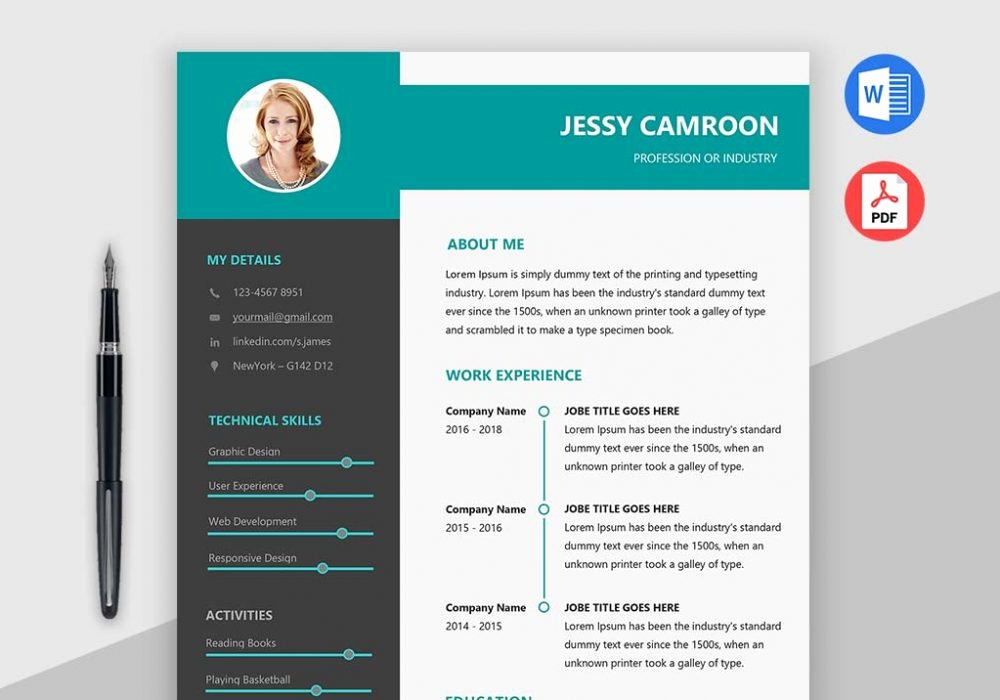 JESSY CAMROON
PROFESSION OR INDUSTRY
W
PDF
MY DETAILS
123-4567 8951
yourmail@gmail.com
in linkedin.com/s.james
NewYork – G142 D12
TECHNICAL SKILLS
Graphic Design
User Experience
Web Development
Responsive Design
ACTIVITIES
Reading Books
Playing Basketball
ABOUT ME
Lorem Ipsum is simply dummy text of the printing and typesetting
industry. Lorem Ipsum has been the industry's standard dummy text
ever since the 1500s, when an unknown printer took a galley of type
and scrambled it to make a type specimen book.
WORK EXPERIENCE
Company Name
2016 - 2018
JOBE TITLE GOES HERE
Lorem Ipsum has been the industry's standard
dummy text ever since the 1500s, when an
unknown printer took a galley of type.
Company Name
2015 - 2016
JOBE TITLE GOES HERE
Lorem Ipsum has been the industry's standard
dummy text ever since the 1500s, when an
unknown printer took a galley of type.
Company Name
2014 - 2015
JOBE TITLE GOES HERE
Lorem Ipsum has been the industry's standard
dummy text ever since the 1500s, when an
unknown printer took a galley of type.
EDUCATION